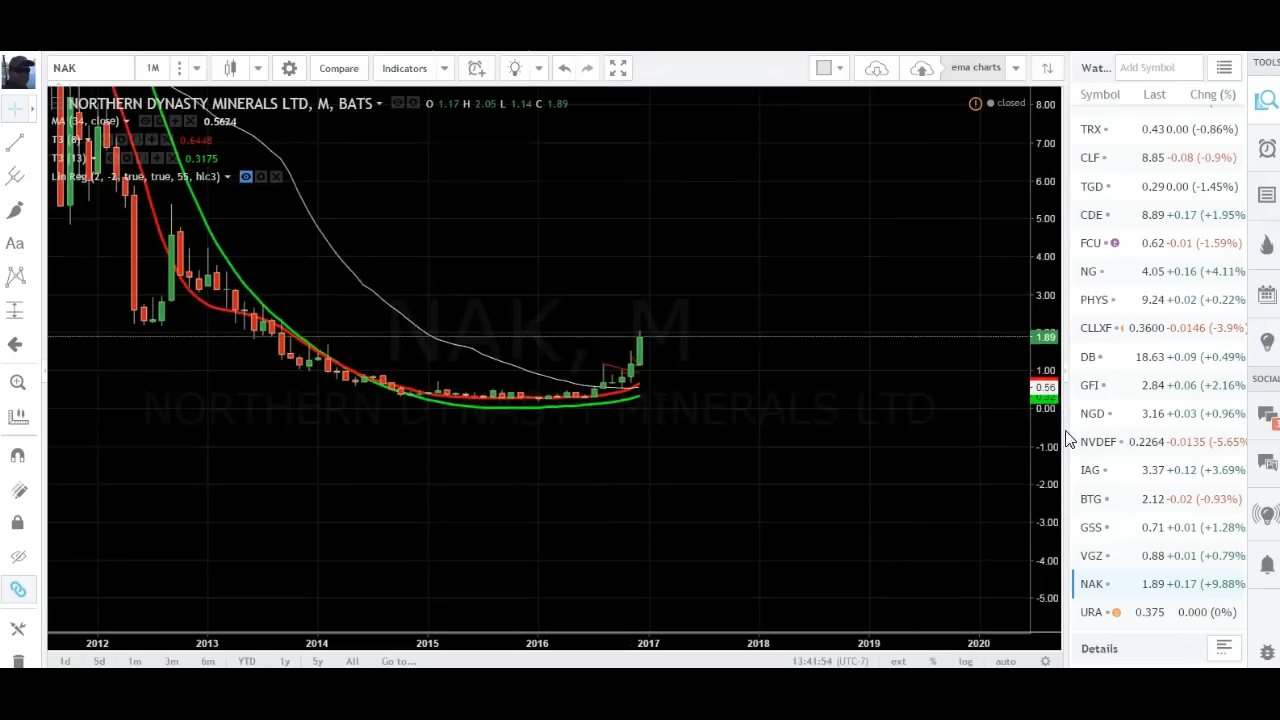 NAK 1M Compare Indicators ema charts Wat... Add Symbol TOOLS
NORTHERN DYNASTY MINERALS LTD, M, BATS O 1.17 H 2.05 L 1.14 C 1.89 closed
MA (34, close) 0.5624
T3 (8) 0.6448
T3 (13) 0.3175
Lin Reg (2, -2, true, true, 55, hlc3)
NAK, M
NORTHERN DYNASTY MINERALS LTD
8.00
7.00
6.00
5.00
4.00
3.00
1.89
1.00
0.56
0.32
0.00
-1.00
-2.00
-3.00
-4.00
-5.00
2012 2013 2014 2015 2016 2017 2018 2019 2020
1d 5d 1m 3m 6m YTD 1y 5y All Go to... 13:41:54 (UTC-7) ext % log auto
Symbol Last Chng (%)
TRX 0.43 0.00 (-0.86%)
CLF 8.85 -0.08 (-0.9%)
TGD 0.29 0.00 (-1.45%)
CDE 8.89 +0.17 (+1.95%
FCU 0.62 -0.01 (-1.59%)
NG 4.05 +0.16 (+4.11%
PHYS 9.24 +0.02 (+0.22%
CLLXF 0.3600 -0.0146 (-3.9%
DB 18.63 +0.09 (+0.49%
GFI 2.84 +0.06 (+2.16%
NGD 3.16 +0.03 (+0.96%
NVDEF 0.2264 -0.0135 (-5.65%
IAG 3.37 +0.12 (+3.69%
BTG 2.12 -0.02 (-0.93%)
GSS 0.71 +0.01 (+1.28%
VGZ 0.88 +0.01 (+0.79%
NAK 1.89 +0.17 (+9.88%
URA 0.375 0.000 (0%)
Details
SOCIAL
Aa